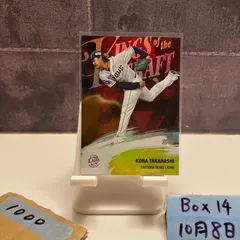 KINGS of the
DRAFT
KONA TAKAHASHI
SAITAMA SEIBU LIONS
1000
Box 14
10月8日